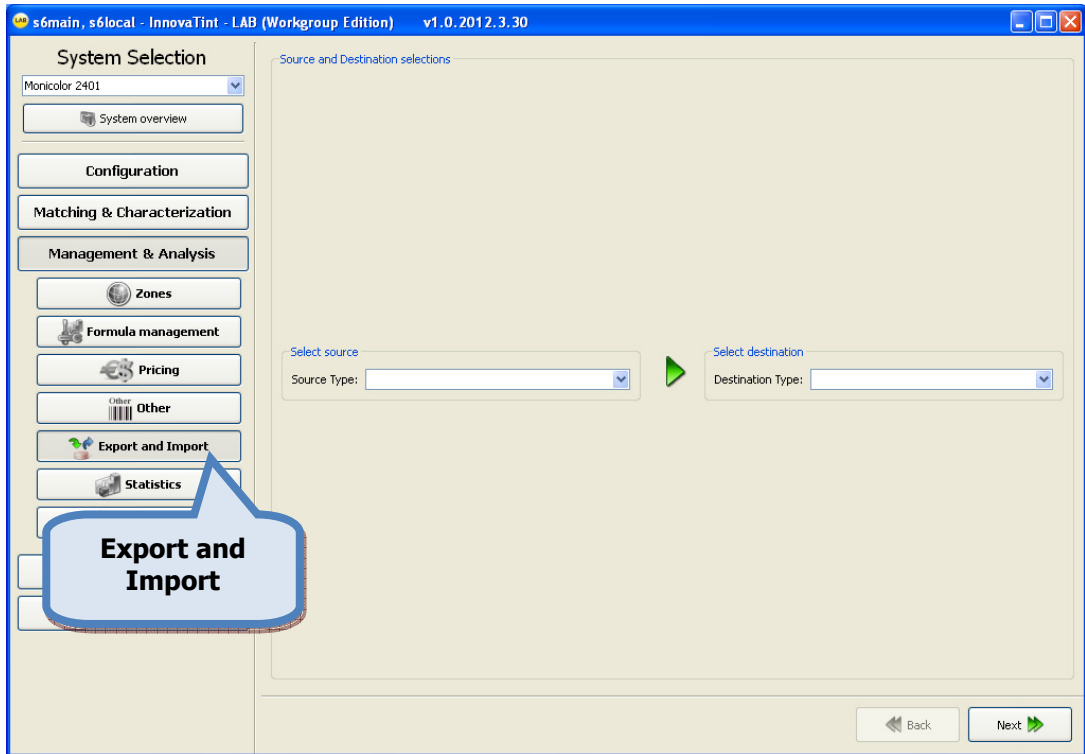 LAB s6main, s6local - InnovaTint - LAB (Workgroup Edition) v1.0.2012.3.30
System Selection
Monicolor 2401
System overview
Configuration
Matching & Characterization
Management & Analysis
Zones
Formula management
Pricing
Other Other
Export and Import
Statistics
Export and
Import
Source and Destination selections
Select source
Source Type:
Select destination
Destination Type:
Back
Next